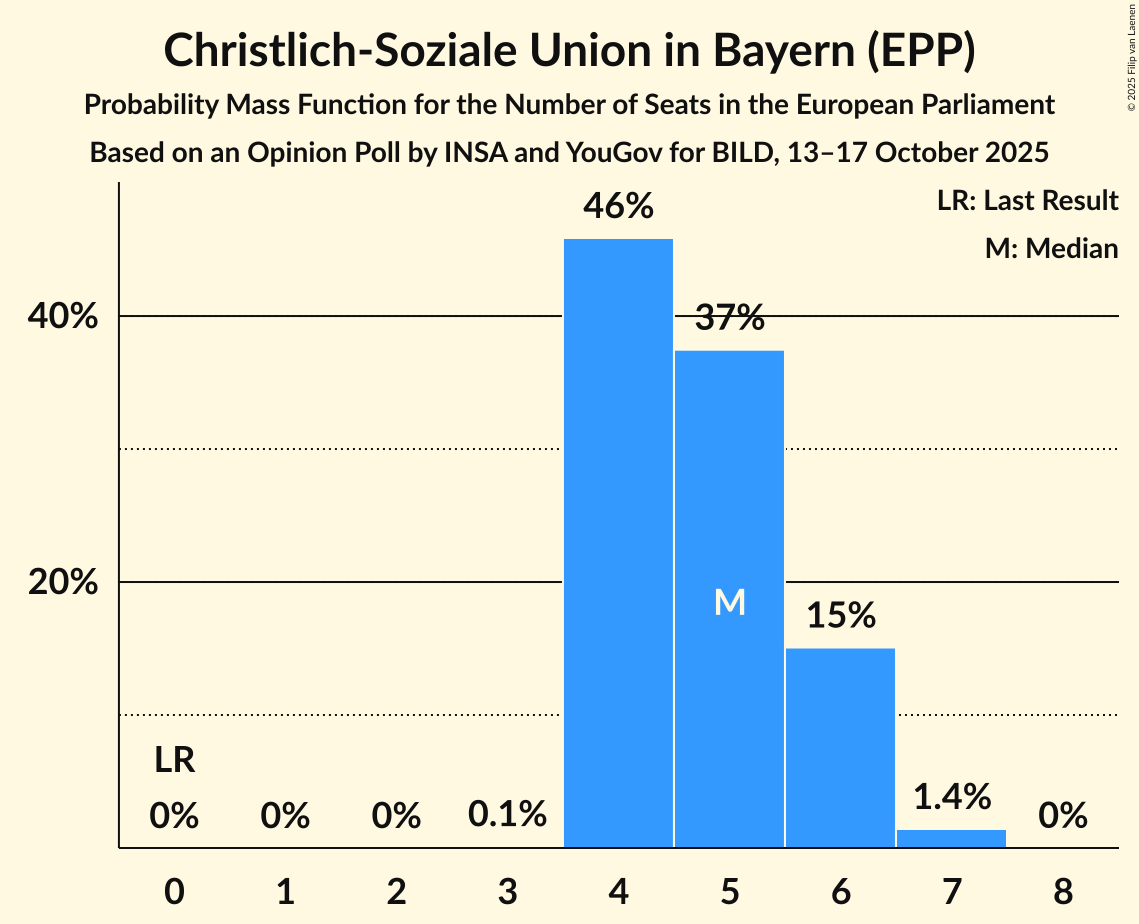 Christlich-Soziale Union in Bayern (EPP)
Probability Mass Function for the Number of Seats in the European Parliament
Based on an Opinion Poll by INSA and YouGov for BILD, 13–17 October 2025
© 2025 Filip van Laenen
LR: Last Result
M: Median
46%
40%
37%
20%
M
15%
LR
0%
0%
0%
0.1%
1.4%
0%
0 1 2 3 4 5 6 7 8